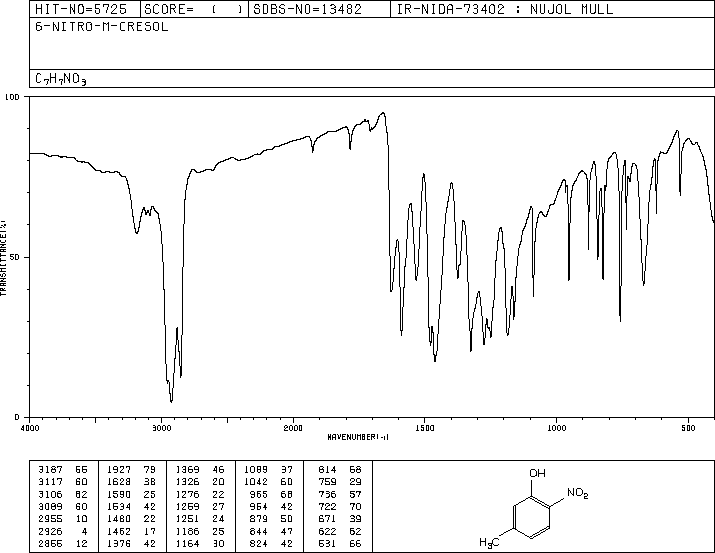 HIT-NO=5725 SCORE= ( ) SDBS-NO=13482 IR-NIDA-73402 : NUJOL MULL
6-NITRO-M-CRESOL
C7H7NO3
100
50
0
TRANSMITTANCE(%)
4000 3000 2000 1500 1000 500
WAVENUMBER(-1)
3187 55 1927 79 1369 46 1089 37 814 68
3117 60 1628 38 1326 20 1042 60 759 29
3106 62 1590 25 1276 22 965 68 736 57
3089 60 1534 42 1259 27 954 42 722 70
2955 10 1480 22 1251 24 879 50 671 39
2926 4 1462 17 1186 25 844 47 622 62
2855 12 1376 42 1164 30 824 42 531 66
OH
NO2
H3C